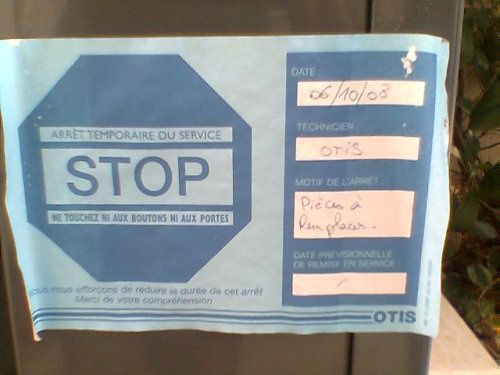 ARRÊT TEMPORAIRE DU SERVICE
STOP
NE TOUCHEZ NI AUX BOUTONS NI AUX PORTES
nous nous efforçons de réduire la durée de cet arrêt
Merci de votre compréhension
DATE :
06/10/08
TECHNICIEN :
OTIS
MOTIF DE L'ARRÊT :
Pièces à
Remplacer.
DATE PRÉVISIONNELLE
DE REMISE EN SERVICE :
-
OTIS